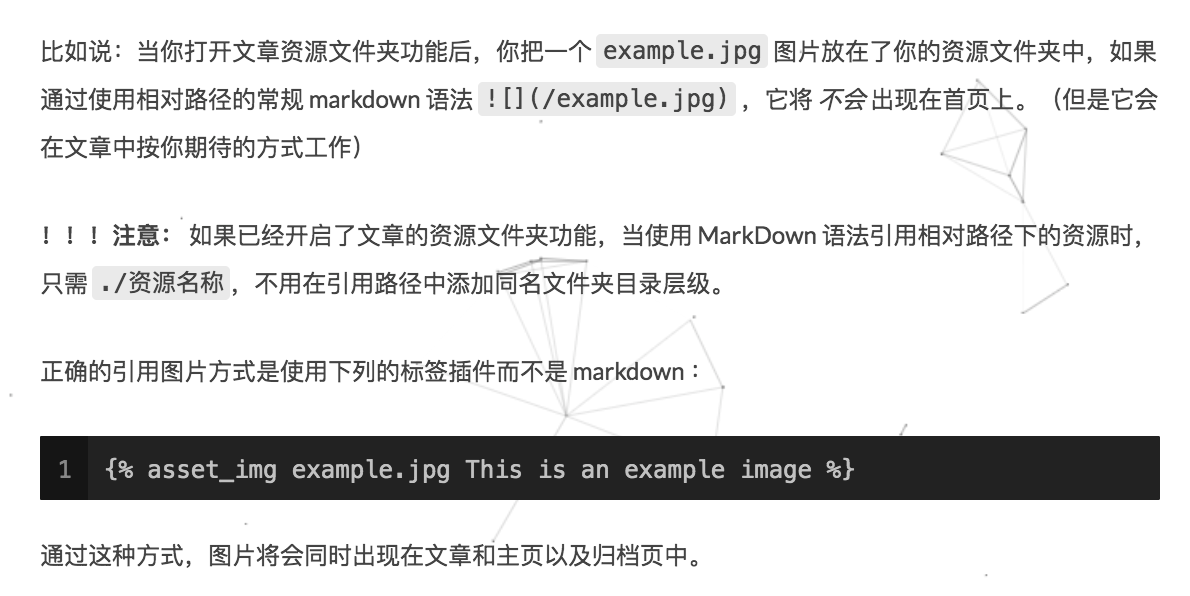 比如说：当你打开文章资源文件夹功能后，你把一个 example.jpg 图片放在了你的资源文件夹中，如果
通过使用相对路径的常规 markdown 语法 ![](/example.jpg) ，它将 不会 出现在首页上。（但是它会
在文章中按你期待的方式工作）
！！！注意： 如果已经开启了文章的资源文件夹功能，当使用 MarkDown 语法引用相对路径下的资源时，
只需 ./资源名称 ，不用在引用路径中添加同名文件夹目录层级。
正确的引用图片方式是使用下列的标签插件而不是 markdown：
1 {% asset_img example.jpg This is an example image %}
通过这种方式，图片将会同时出现在文章和主页以及归档页中。